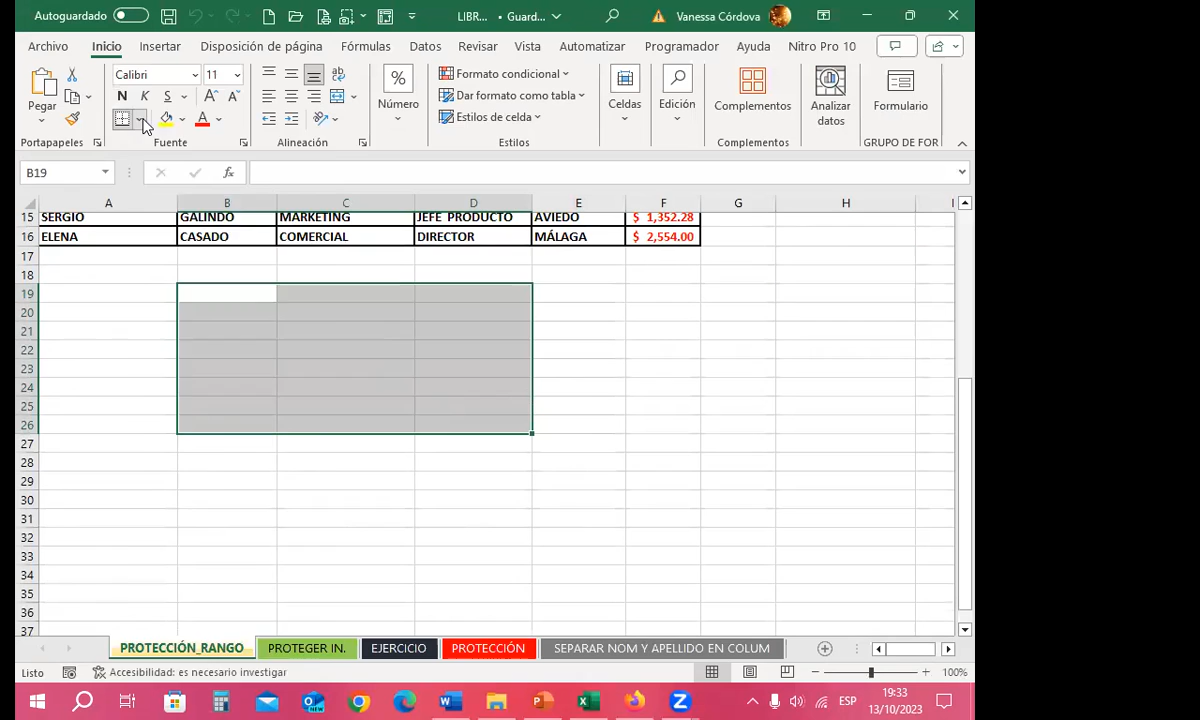 Autoguardado LIBR... • Guard... Vanessa Córdova
Archivo Inicio Insertar Disposición de página Fórmulas Datos Revisar Vista Automatizar Programador Ayuda Nitro Pro 10
Pegar
Calibri 11
N K S
A A
ab
A
%
Número
Formato condicional
Dar formato como tabla
Estilos de celda
Celdas
Edición
Complementos
Analizar datos
Formulario
Portapapeles Fuente Alineación Estilos Complementos GRUPO DE FOR
B19 fx
A B C D E F G H I
15 SERGIO GALINDO MARKETING JEFE PRODUCTO AVIEDO $ 1,352.28
16 ELENA CASADO COMERCIAL DIRECTOR MÁLAGA $ 2,554.00
17
18
19
20
21
22
23
24
25
26
27
28
29
30
31
32
33
34
35
36
37
PROTECCIÓN_RANGO PROTEGER IN. EJERCICIO PROTECCIÓN SEPARAR NOM Y APELLIDO EN COLUM
Listo Accesibilidad: es necesario investigar 100%
ESP 19:33
13/10/2023